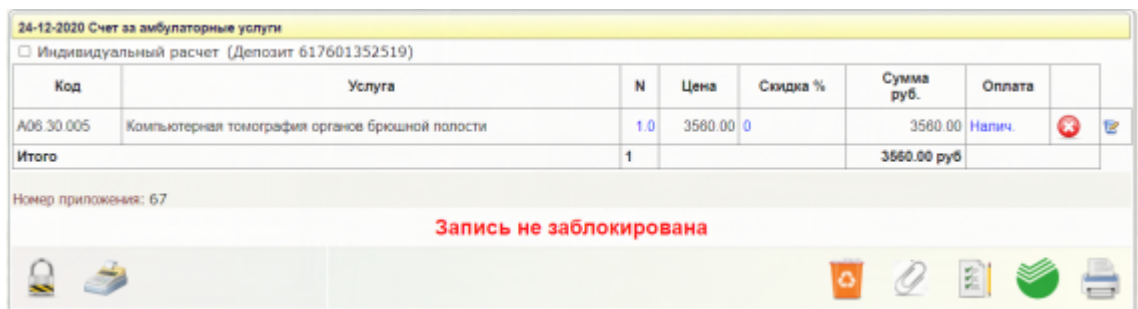 24-12-2020 Счет за амбулаторные услуги
Индивидуальный расчет (Депозит 617601352519)
Код Услуга N Цена Скидка % Сумма руб. Оплата
A06.30.005 Компьютерная томография органов брюшной полости 1.0 3560.00 0 3560.00 Налич.
Итого 1 3560.00 руб
Номер приложения: 67
Запись не заблокирована